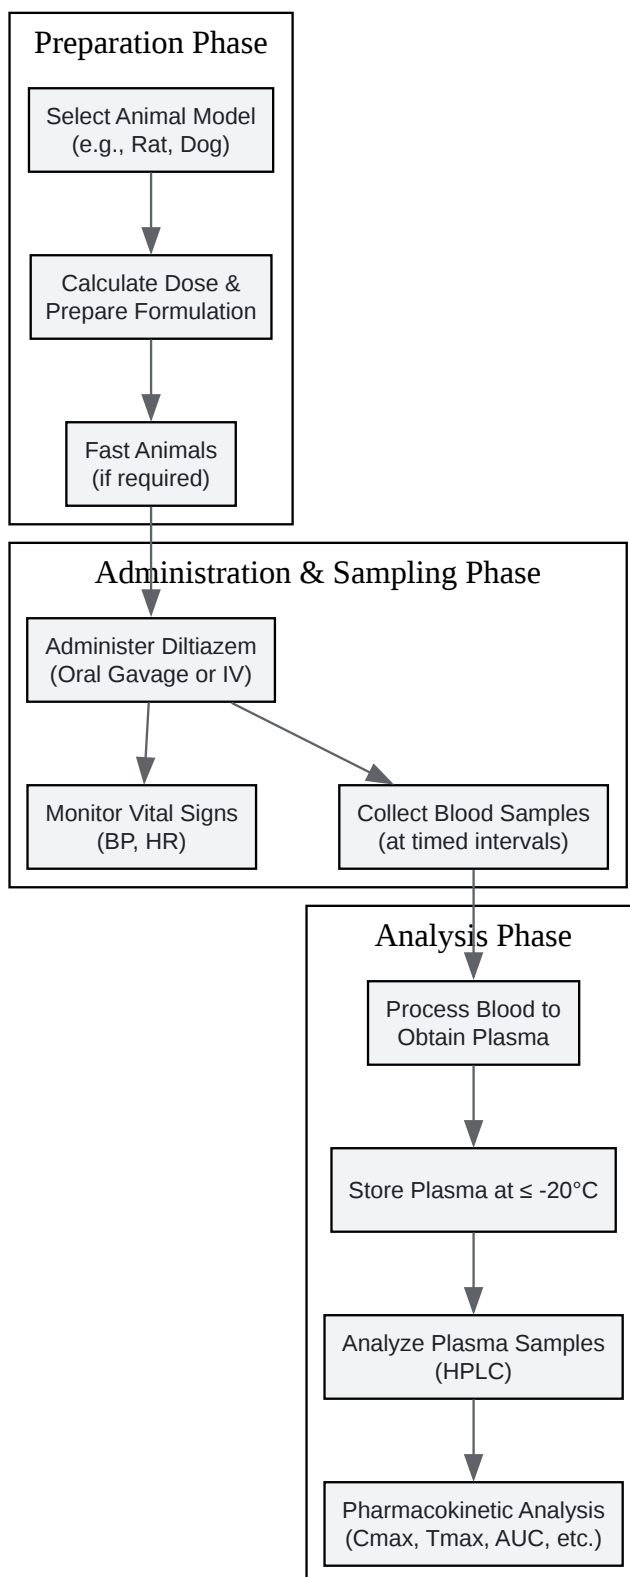 Preparation Phase
Select Animal Model
(e.g., Rat, Dog)
Calculate Dose &
Prepare Formulation
Fast Animals
(if required)
Administration & Sampling Phase
Administer Diltiazem
(Oral Gavage or IV)
Monitor Vital Signs
(BP, HR)
Collect Blood Samples
(at timed intervals)
Analysis Phase
Process Blood to
Obtain Plasma
Store Plasma at ≤ -20°C
Analyze Plasma Samples
(HPLC)
Pharmacokinetic Analysis
(Cmax, Tmax, AUC, etc.)